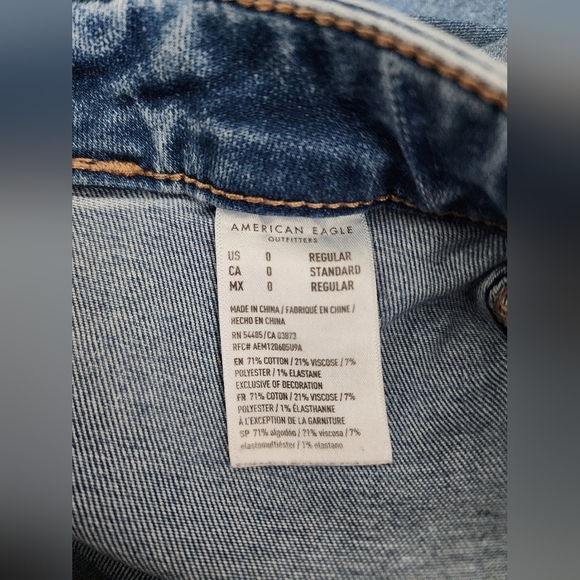 AMERICAN EAGLE
OUTFITTERS
US 0 REGULAR
CA 0 STANDARD
MX 0 REGULAR
MADE IN CHINA / FABRIQUÉ EN CHINE /
HECHO EN CHINA
RN 54485/CA 03873
RFC# AEM120605U9A
EN 71% COTTON / 21% VISCOSE / 7%
POLYESTER / 1% ELASTANE
EXCLUSIVE OF DECORATION
FR 71% COTON / 21% VISCOSE / 7%
POLYESTER / 1% ÉLASTHANNE
À L'EXCEPTION DE LA GARNITURE
SP 71% algodón / 21% viscosa / 7%
elastomultiéster / 1% elastano